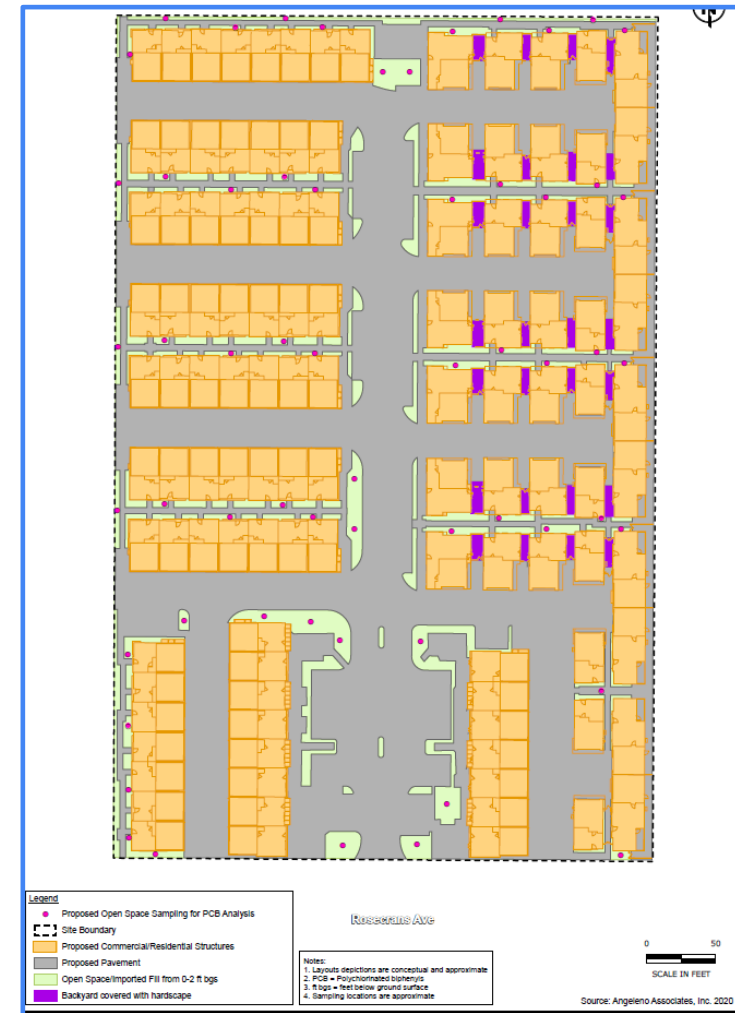 N
Rosecrans Ave
Legend
Proposed Open Space Sampling for PCB Analysis
Site Boundary
Proposed Commercial/Residential Structures
Proposed Pavement
Open Space/Imported Fill from 0-2 ft bgs
Backyard covered with hardscape
Notes:
1. Layouts depictions are conceptual and approximate
2. PCB = Polychlorinated biphenyls
3. ft bgs = feet below ground surface
4. Sampling locations are approximate
0 50
SCALE IN FEET
Source: Angeleno Associates, Inc. 2020